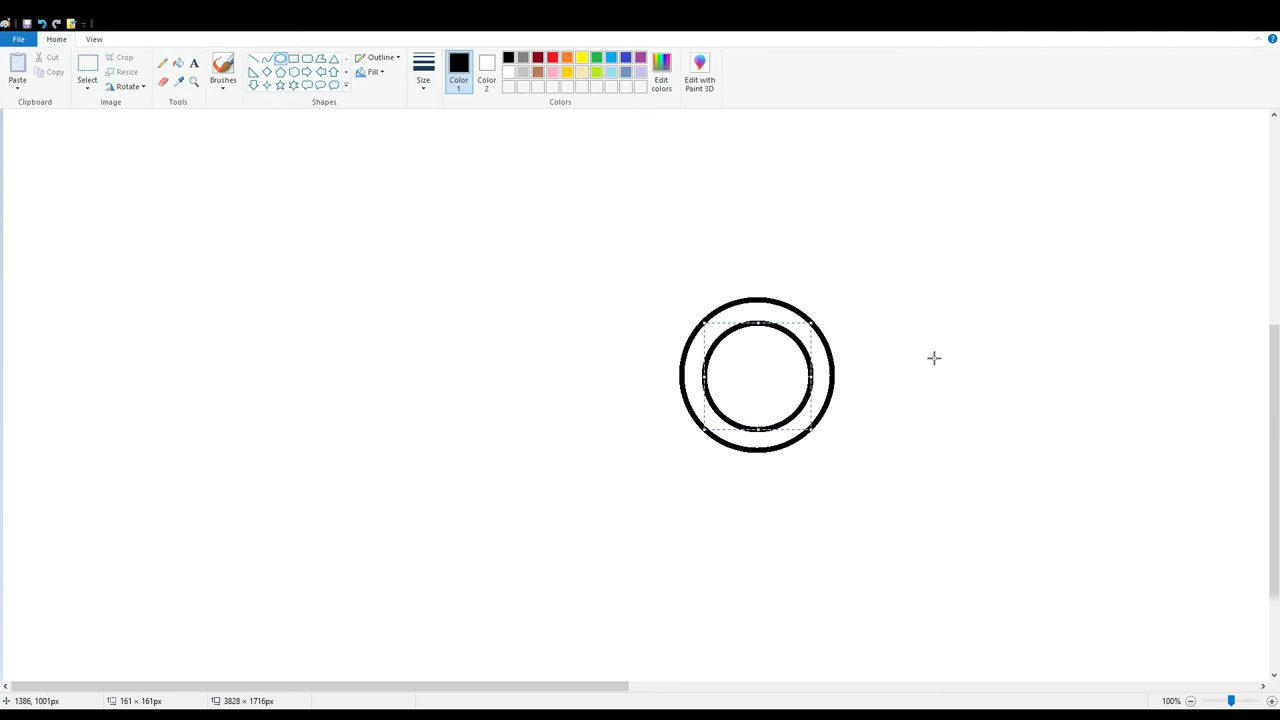 File Home View
Cut Crop Outline
Copy Resize Fill
Paste Select Rotate Brushes Size Color 1 Color 2 Edit colors Edit with Paint 3D
Clipboard Image Tools Shapes Colors
1386, 1001px 161 × 161px 3828 × 1716px 100%